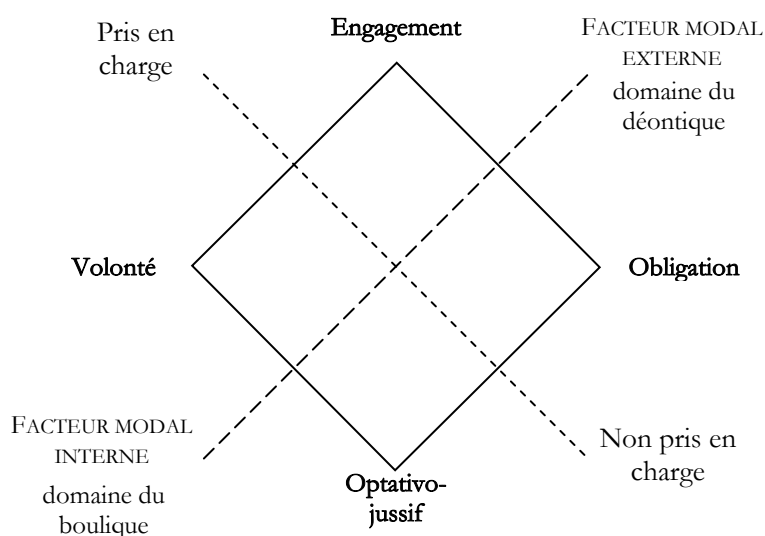 Pris en
charge
Engagement
FACTEUR MODAL
EXTERNE
domaine du
déontique
Volonté
Obligation
FACTEUR MODAL
INTERNE
domaine du
boulique
Optativo-
jussif
Non pris en
charge